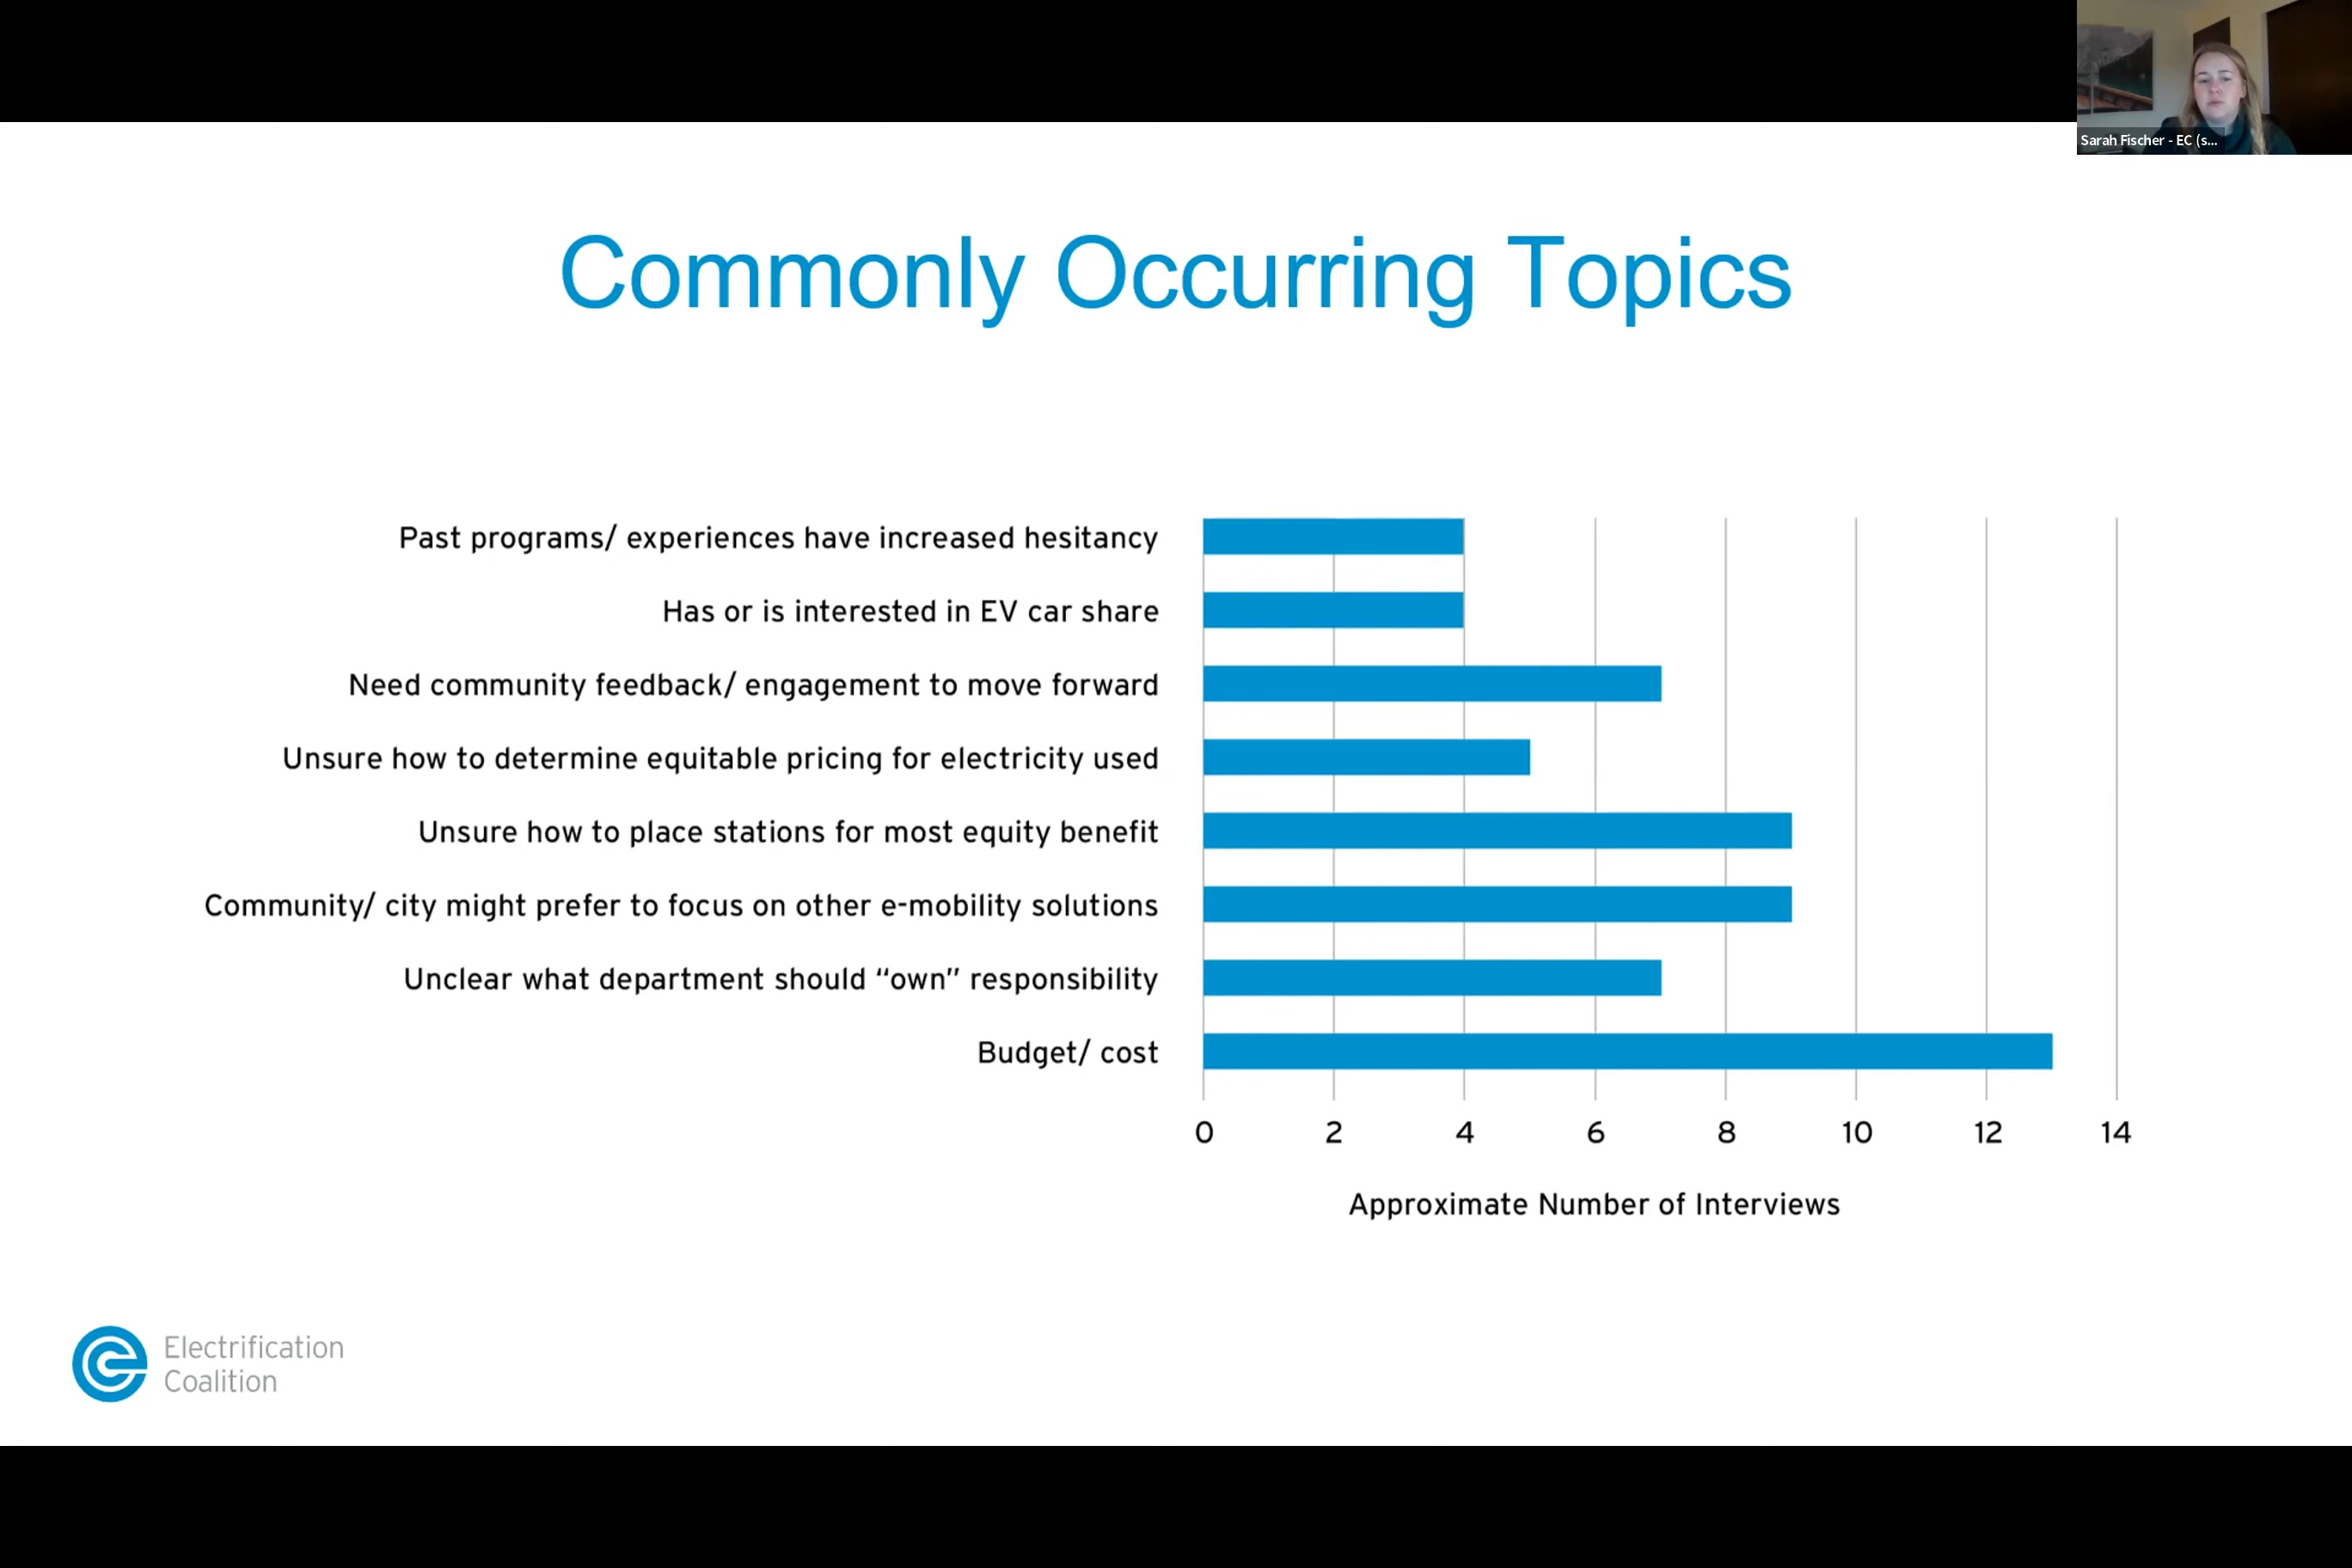 Sarah Fischer - EC (s...
Commonly Occurring Topics
Past programs/ experiences have increased hesitancy
Has or is interested in EV car share
Need community feedback/ engagement to move forward
Unsure how to determine equitable pricing for electricity used
Unsure how to place stations for most equity benefit
Community/ city might prefer to focus on other e-mobility solutions
Unclear what department should “own” responsibility
Budget/ cost
0 2 4 6 8 10 12 14
Approximate Number of Interviews
Electrification
Coalition